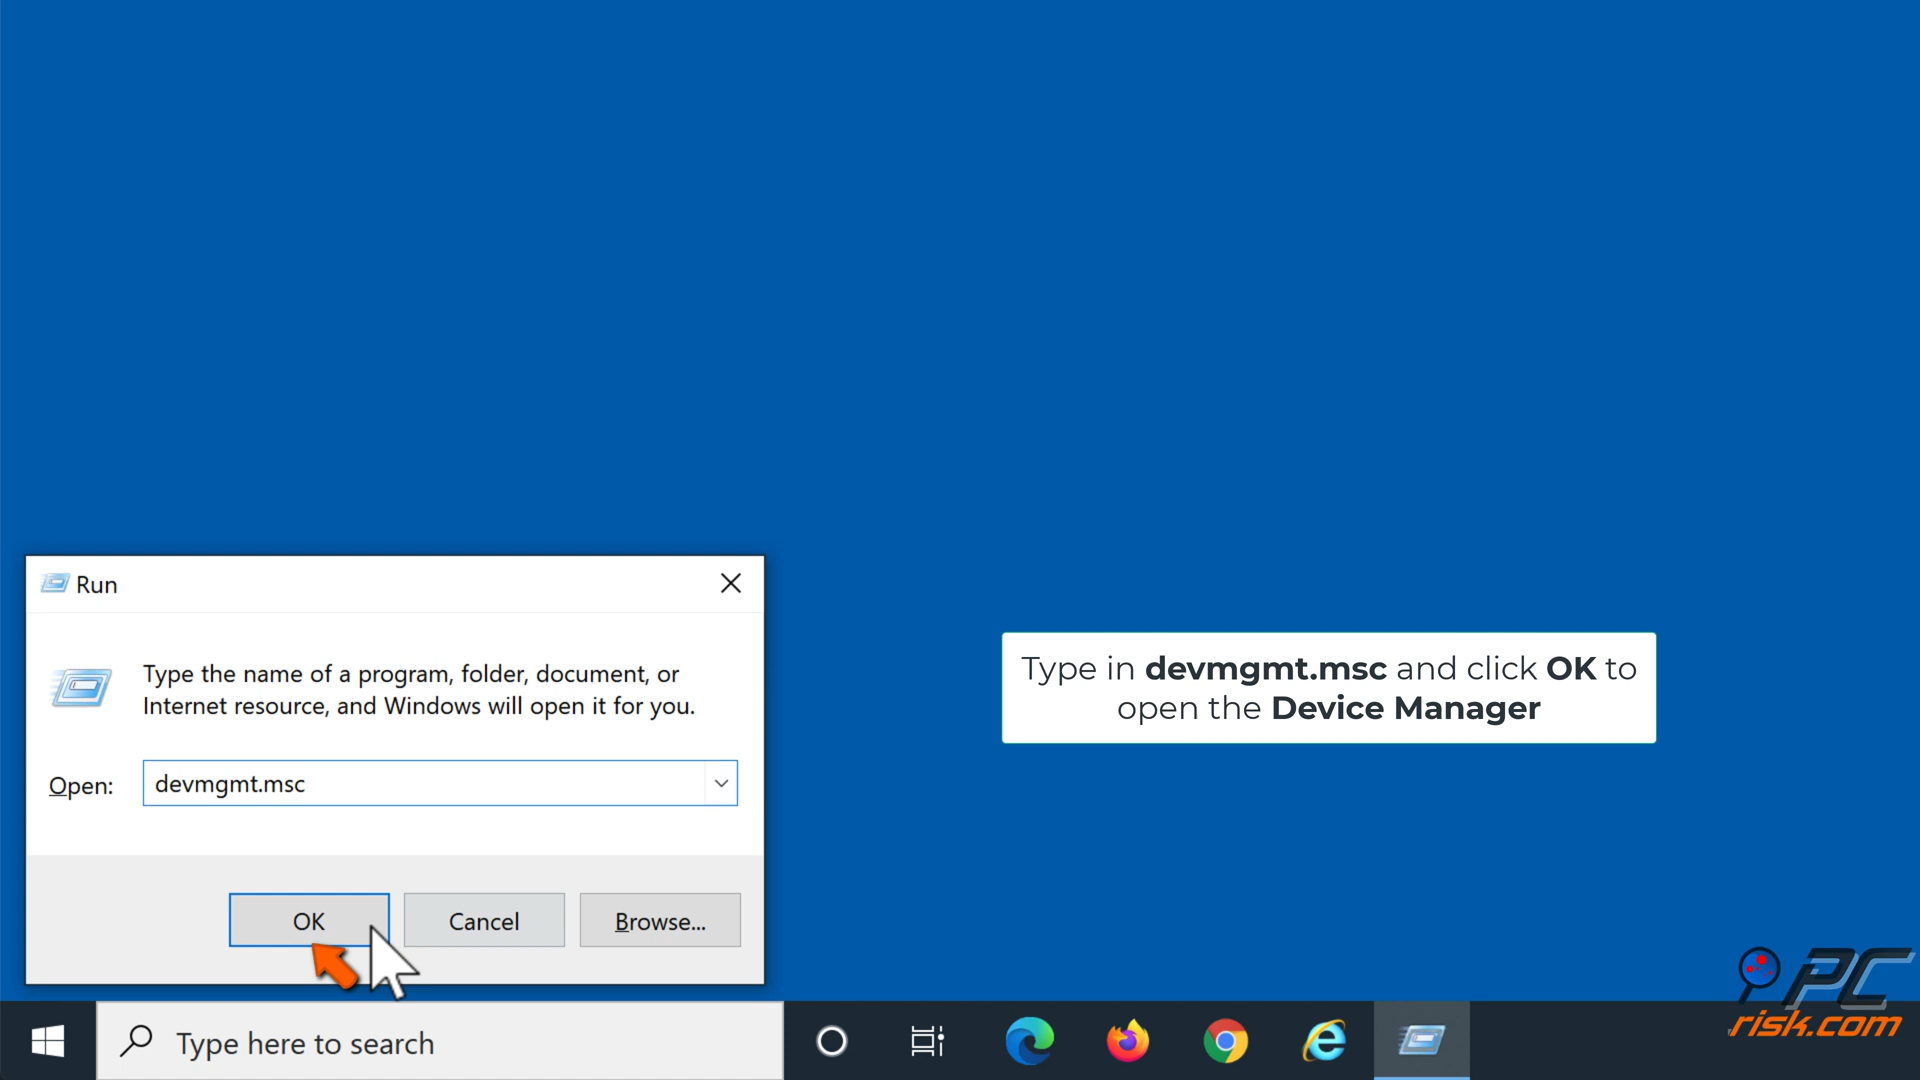 Run
Type the name of a program, folder, document, or
Internet resource, and Windows will open it for you.
Open:
devmgmt.msc
OK
Cancel
Browse...
Type in devmgmt.msc and click OK to
open the Device Manager
Type here to search
PC
risk.com